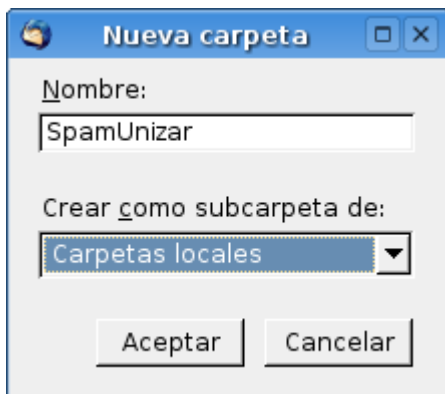 Nueva carpeta
Nombre:
SpamUnizar
Crear como subcarpeta de:
Carpetas locales
Aceptar Cancelar